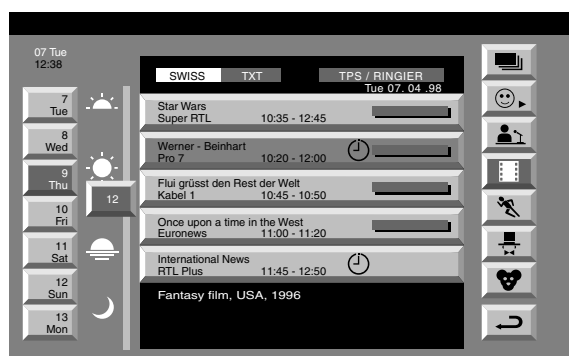 07 Tue
12:38
SWISS TXT TPS / RINGIER
Tue 07. 04 .98
7
Tue
8
Wed
9
Thu
10
Fri
11
Sat
12
Sun
13
Mon
12
Star Wars
Super RTL 10:35 - 12:45
Werner - Beinhart
Pro 7 10:20 - 12:00
Flui grüsst den Rest der Welt
Kabel 1 10:45 - 10:50
Once upon a time in the West
Euronews 11:00 - 11:20
International News
RTL Plus 11:45 - 12:50
Fantasy film, USA, 1996